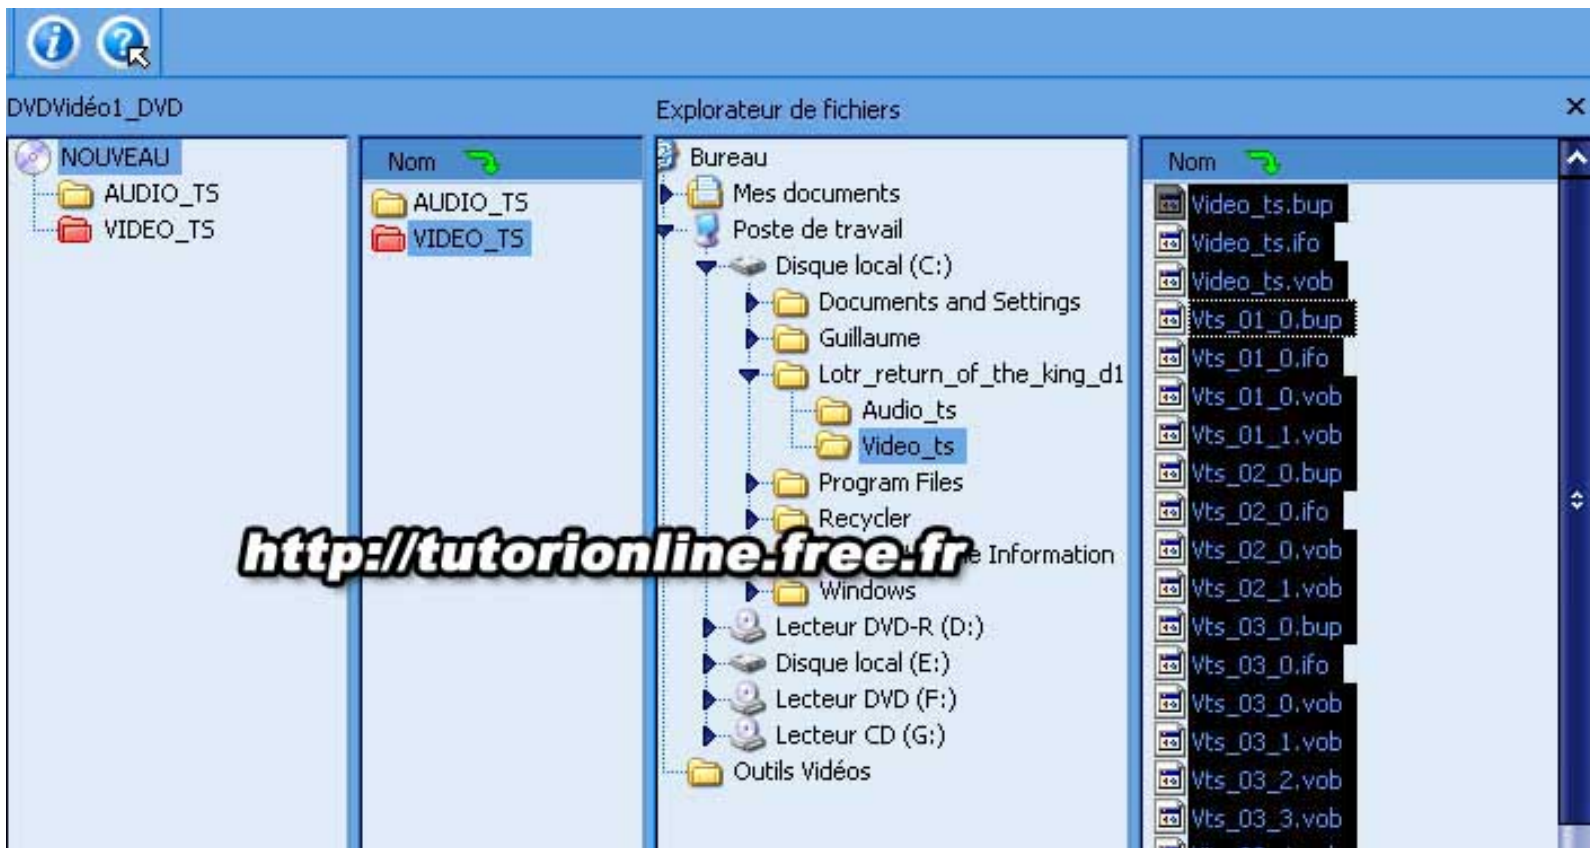 DVDVidéo1_DVD
NOUVEAU
AUDIO_TS
VIDEO_TS
Nom
AUDIO_TS
VIDEO_TS
Explorateur de fichiers
Bureau
Mes documents
Poste de travail
Disque local (C:)
Documents and Settings
Guillaume
Lotr_return_of_the_king_d1
Audio_ts
Video_ts
Program Files
Recycler
Information
Windows
Lecteur DVD-R (D:)
Disque local (E:)
Lecteur DVD (F:)
Lecteur CD (G:)
Outils Vidéos
http://tutorionline.free.fr
Nom
Video_ts.bup
Video_ts.ifo
Video_ts.vob
Vts_01_0.bup
Vts_01_0.ifo
Vts_01_0.vob
Vts_01_1.vob
Vts_02_0.bup
Vts_02_0.ifo
Vts_02_0.vob
Vts_02_1.vob
Vts_03_0.bup
Vts_03_0.ifo
Vts_03_0.vob
Vts_03_1.vob
Vts_03_2.vob
Vts_03_3.vob